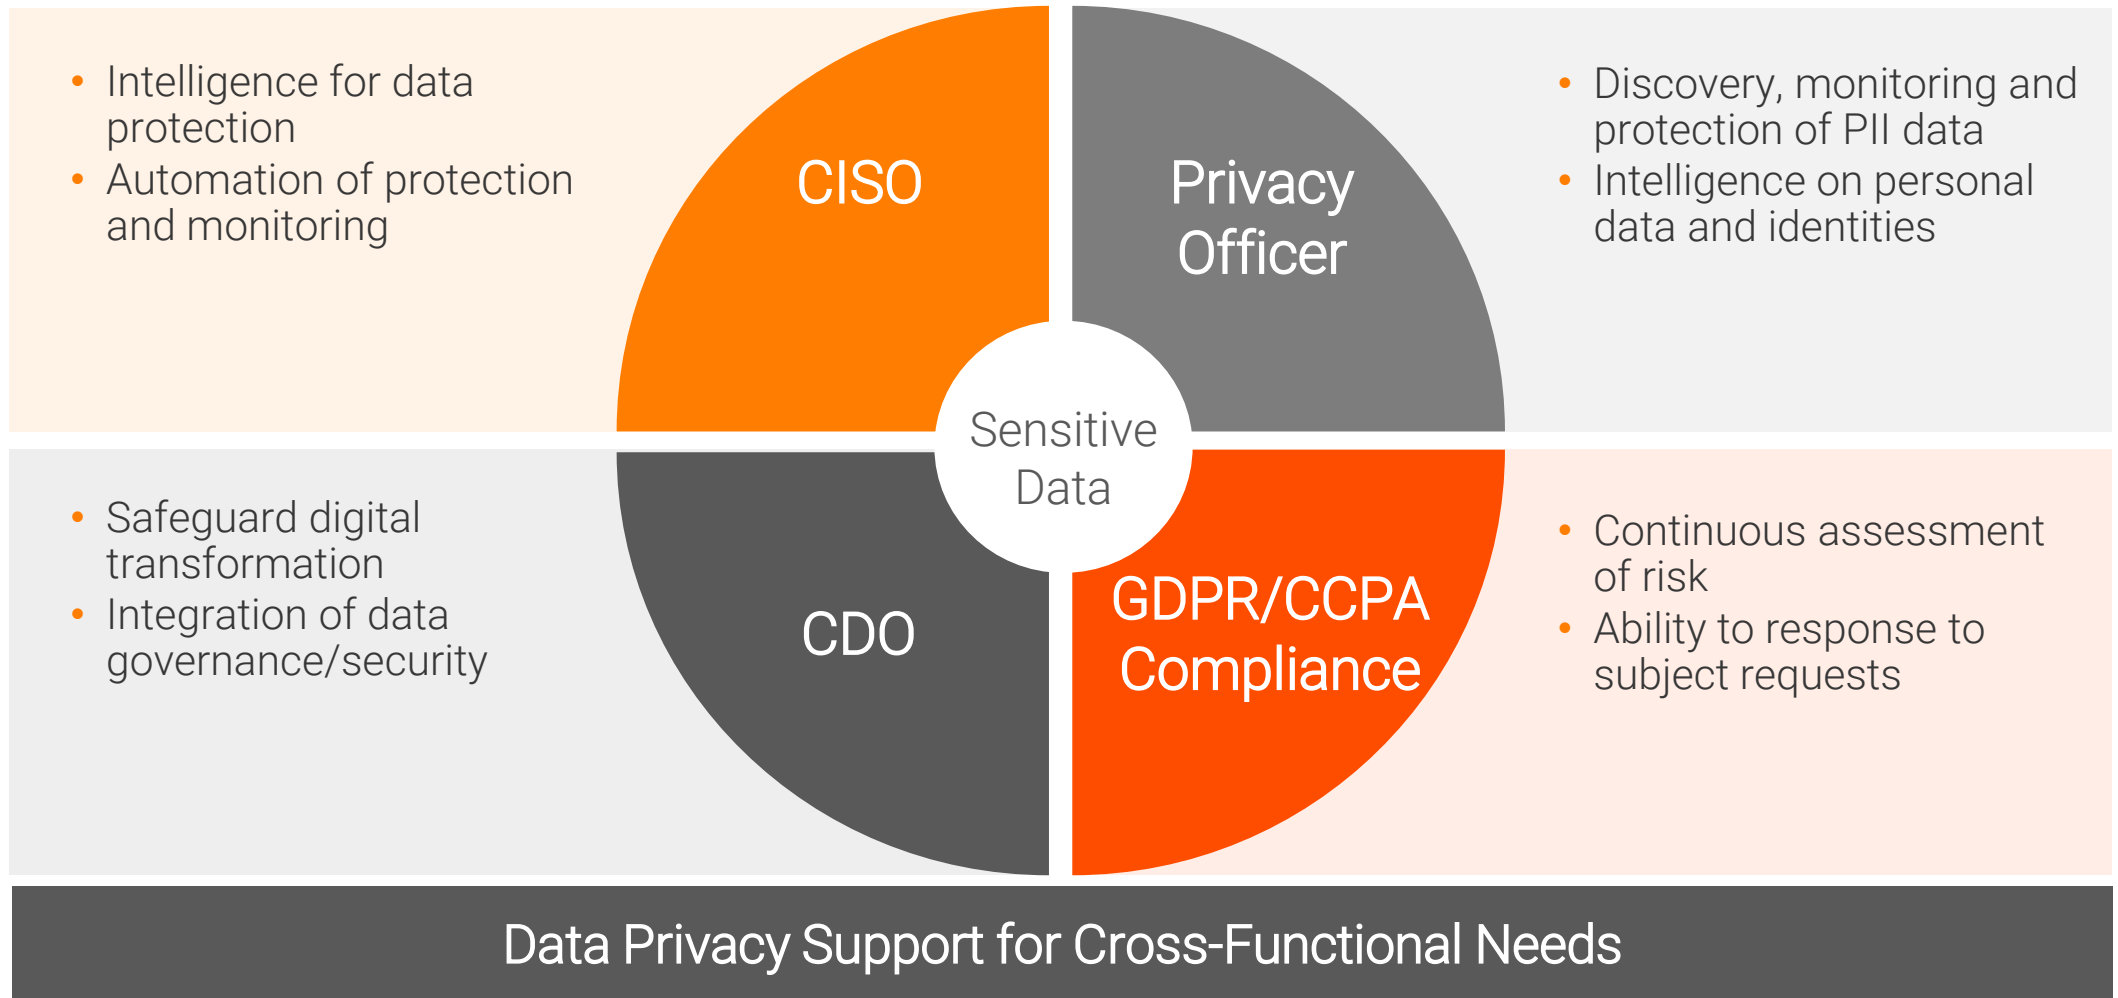 • Intelligence for data
protection
• Automation of protection
and monitoring
CISO
Privacy
Officer
• Discovery, monitoring and
protection of PII data
• Intelligence on personal
data and identities
Sensitive
Data
• Safeguard digital
transformation
• Integration of data
governance/security
CDO
GDPR/CCPA
Compliance
• Continuous assessment
of risk
• Ability to response to
subject requests
Data Privacy Support for Cross-Functional Needs